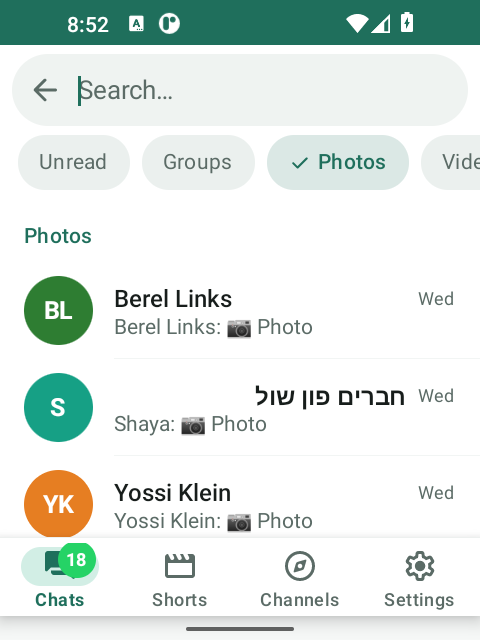 8:52
A
Search...
Unread
Groups
Photos
Vide
Photos
BL
Berel Links
Wed
Berel Links: 📷 Photo
S
חברים פון שול
Wed
Shaya: 📷 Photo
YK
Yossi Klein
Wed
Yossi Klein: 📷 Photo
18
Chats
Shorts
Channels
Settings